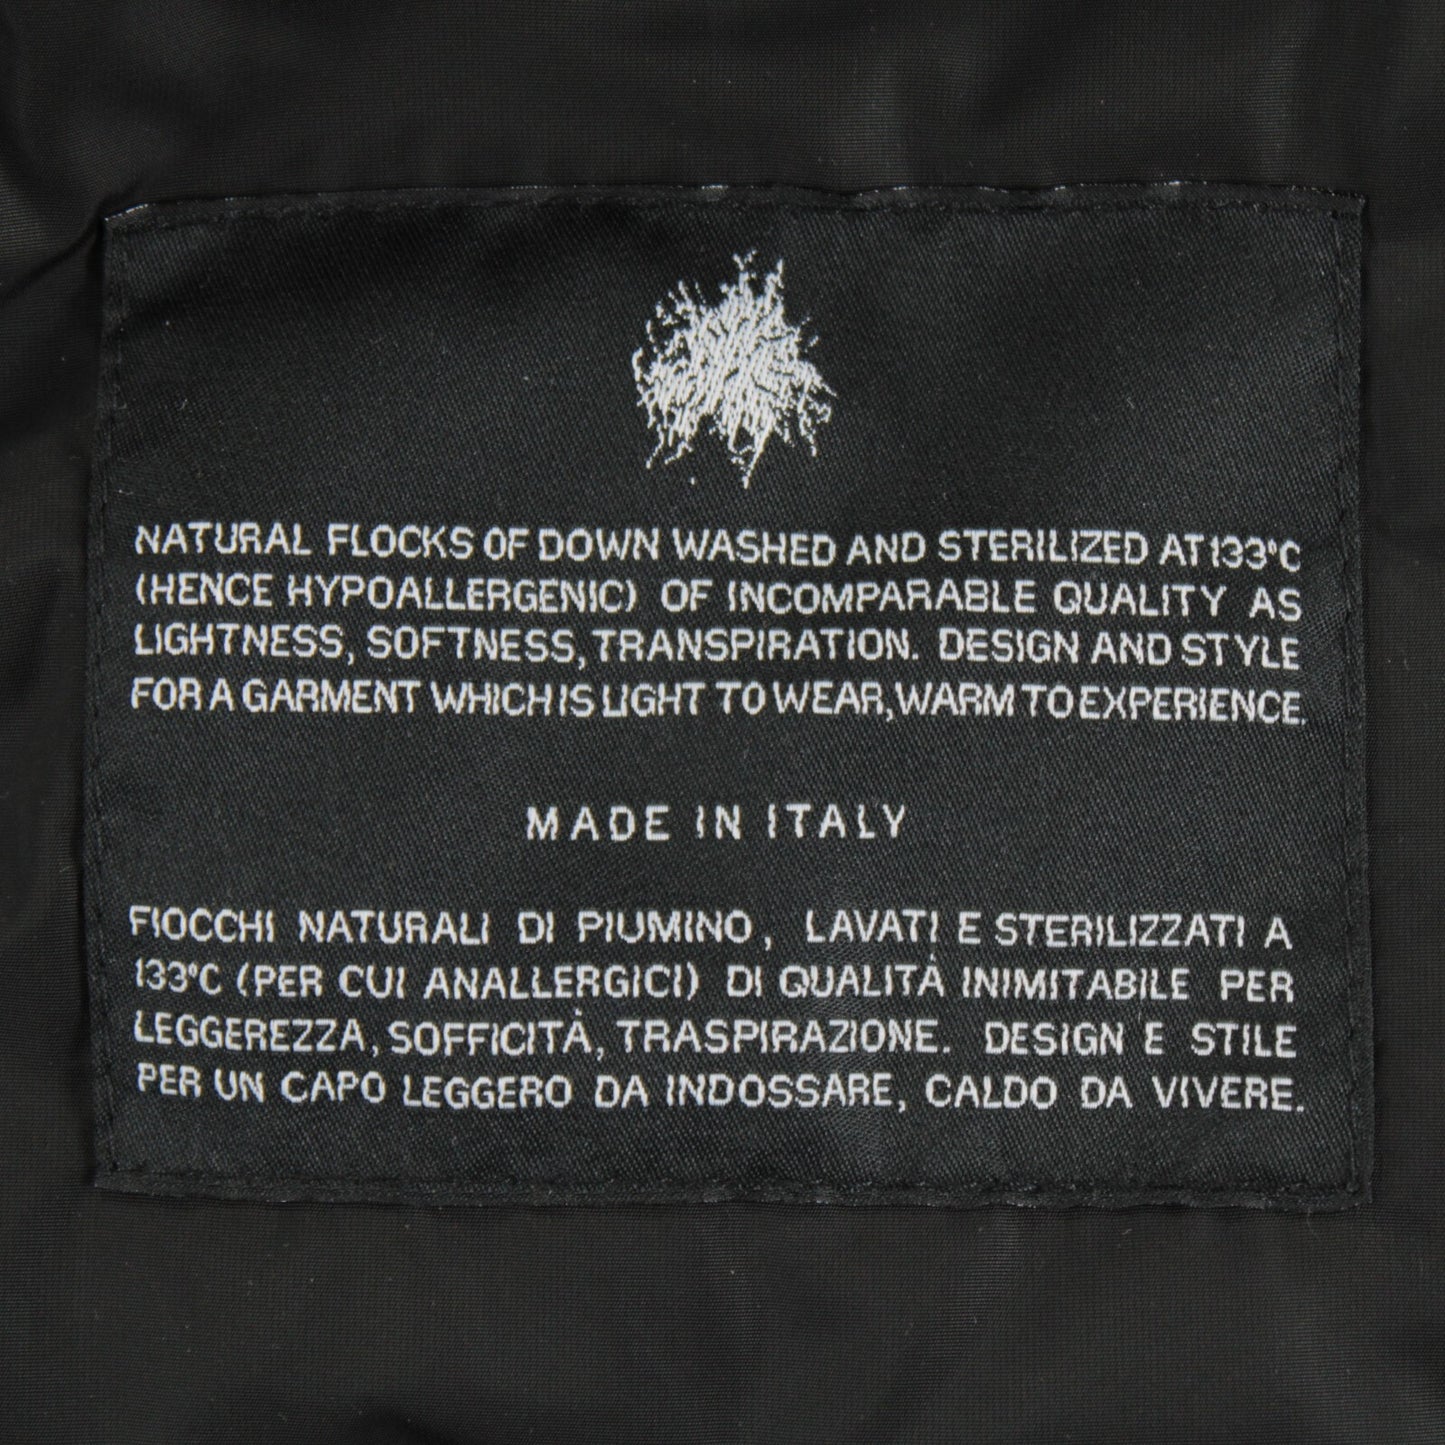 NATURAL FLOCKS OF DOWN WASHED AND STERILIZED AT 133°C
(HENCE HYPOALLERGENIC) OF INCOMPARABLE QUALITY AS
LIGHTNESS, SOFTNESS, TRANSPIRATION. DESIGN AND STYLE
FOR A GARMENT WHICH IS LIGHT TO WEAR, WARM TO EXPERIENCE.
MADE IN ITALY
FIOCCHI NATURALI DI PIUMINO, LAVATI E STERILIZZATI A
133°C (PER CUI ANALLERGICI) DI QUALITÀ INIMITABILE PER
LEGGEREZZA, SOFFICITÀ, TRASPIRAZIONE. DESIGN E STILE
PER UN CAPO LEGGERO DA INDOSSARE, CALDO DA VIVERE.